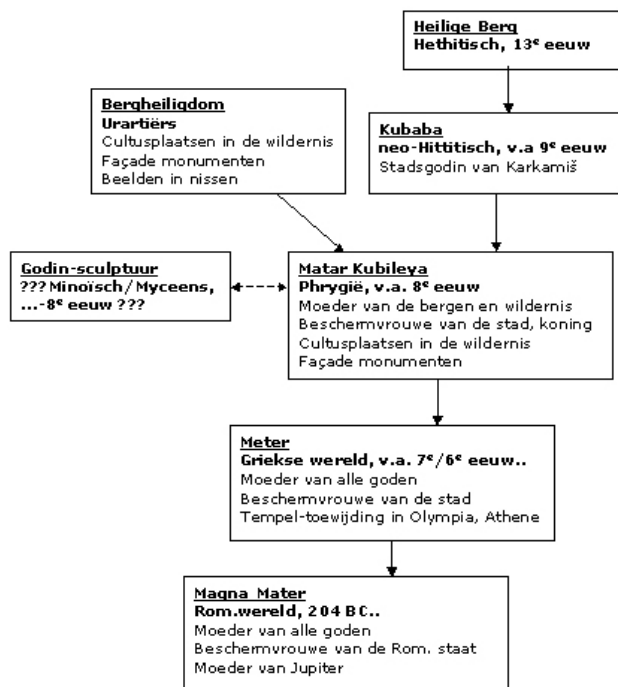 Heilige Berg
Hethitisch, 13e eeuw
Bergheiligdom
Urartiërs
Cultusplaatsen in de wildernis
Façade monumenten
Beelden in nissen
Kubaba
neo-Hittitisch, v.a 9e eeuw
Stadsgodin van Karkamiš
Godin-sculptuur
??? Minoïsch/Myceens,
...-8e eeuw ???
Matar Kubileya
Phrygië, v.a. 8e eeuw
Moeder van de bergen en wildernis
Beschermvrouwe van de stad, koning
Cultusplaatsen in de wildernis
Façade monumenten
Meter
Griekse wereld, v.a. 7e/6e eeuw..
Moeder van alle goden
Beschermvrouwe van de stad
Tempel-toewijding in Olympia, Athene
Magna Mater
Rom.wereld, 204 BC..
Moeder van alle goden
Beschermvrouwe van de Rom. staat
Moeder van Jupiter